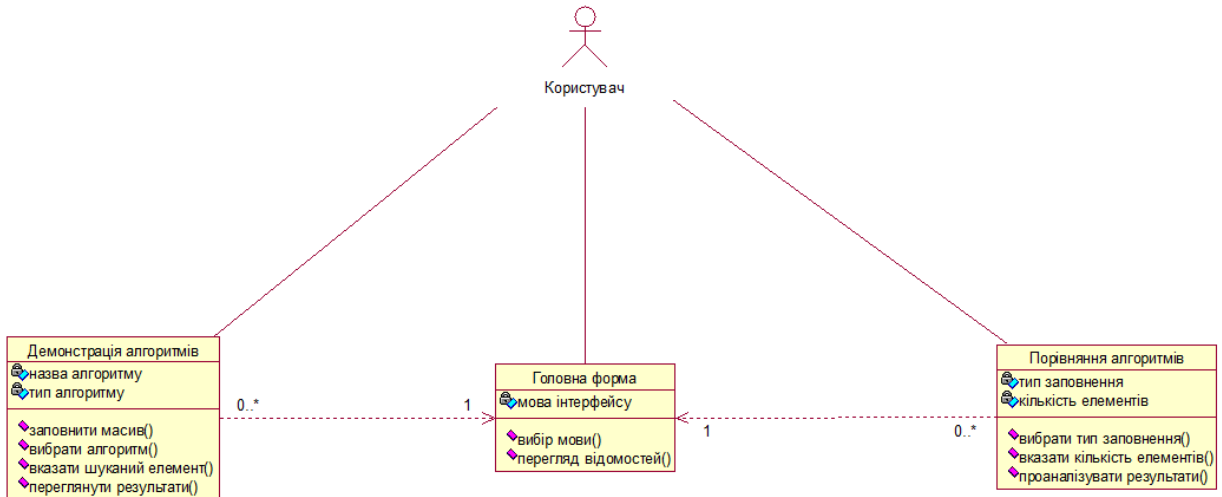 Користувач
Демонстрація алгоритмів
назва алгоритму
тип алгоритму
заповнити масив()
вибрати алгоритм()
вказати шуканий елемент()
переглянути результати()
0..*
1
Головна форма
мова інтерфейсу
вибір мови()
перегляд відомостей()
1
0..*
Порівняння алгоритмів
тип заповнення
кількість елементів
вибрати тип заповнення()
вказати кількість елементів()
проаналізувати результати()